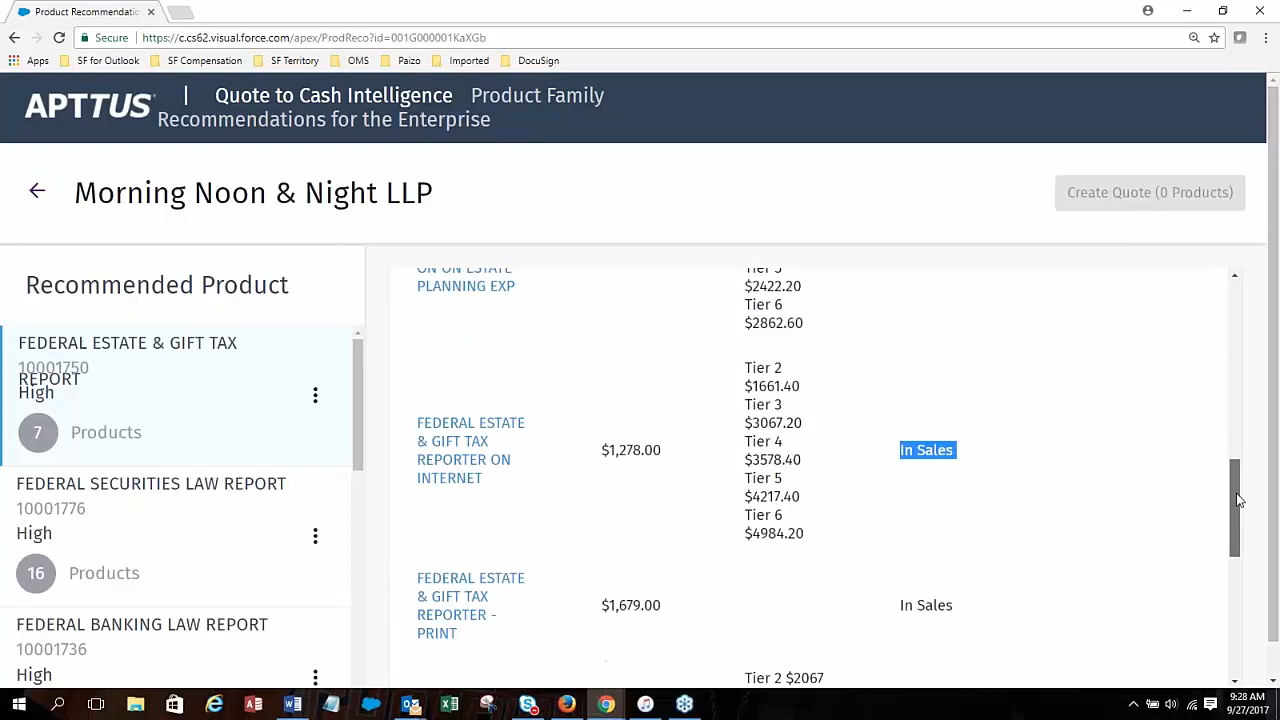 Product Recommendatic
Secure
https://c.cs62.visual.force.com/apex/ProdReco?id=001G000001KaXGb
Apps
SF for Outlook
SF Compensation
SF Territory
OMS
Paizo
Imported
DocuSign
APTTUS
Quote to Cash Intelligence
Product Family
Recommendations for the Enterprise
Morning Noon & Night LLP
Create Quote (0 Products)
Recommended Product
FEDERAL ESTATE & GIFT TAX
10001750
REPORT
High
7
Products
FEDERAL SECURITIES LAW REPORT
10001776
High
16
Products
FEDERAL BANKING LAW REPORT
10001736
High
ON ON ESTATE
PLANNING EXP
Tier 5
$2422.20
Tier 6
$2862.60
FEDERAL ESTATE
& GIFT TAX
REPORTER ON
INTERNET
$1,278.00
Tier 2
$1661.40
Tier 3
$3067.20
Tier 4
$3578.40
Tier 5
$4217.40
Tier 6
$4984.20
In Sales
FEDERAL ESTATE
& GIFT TAX
REPORTER -
PRINT
$1,679.00
In Sales
Tier 2 $2067
9:28 AM
9/27/2017